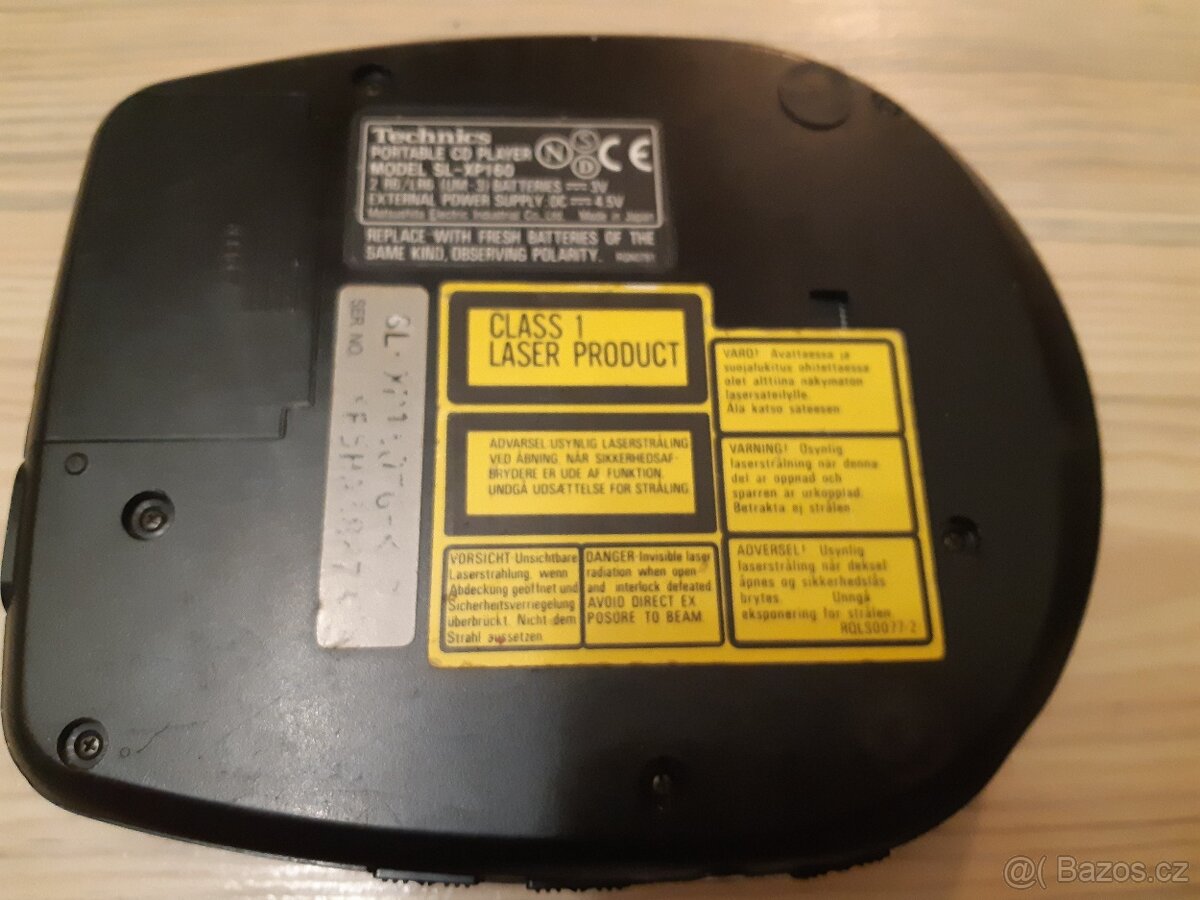 Technics
PORTABLE CD PLAYER
MODEL SL-XP160
2 R6/LR6 (UM-3) BATTERIES 3V
EXTERNAL POWER SUPPLY DC 4.5V
Matsushita Electric Industrial Co., Ltd. Made in Japan
N S D CE
REPLACE WITH FRESH BATTERIES OF THE
SAME KIND, OBSERVING POLARITY.
SER. NO.
CLASS 1
LASER PRODUCT
ADVARSEL USYNLIG LASERSTRÅLING
VED ÅBNING, NÅR SIKKERHEDSAF-
BRYDERE ER UDE AF FUNKTION.
UNDGÅ UDSÆTTELSE FOR STRÅLING
VORSICHT-Unsichtbare
Laserstrahlung, wenn
Abdeckung geöffnet und
Sicherheitsverriegelung
überbrückt. Nicht dem
Strahl aussetzen
DANGER-Invisible laser
radiation when open
and interlock defeated
AVOID DIRECT EX
POSORE TO BEAM
VARO! Avattaessa ja
suojalukitus ohitettaessa
olet alttiina näkymaton
lasersäteilylle.
Äla katso säteesen.
VARNING! Osynlig
laserstrålning når denna
del är öppnad och
spärren är urkopplad.
Betrakta ej strålen.
ADVERSEL! Usynlig
laserstråling når deksel
åpnes og sikkerhedslås
brytes. Unngå
eksponering for strålen.
RQLS0077-2
@( Bazos.cz